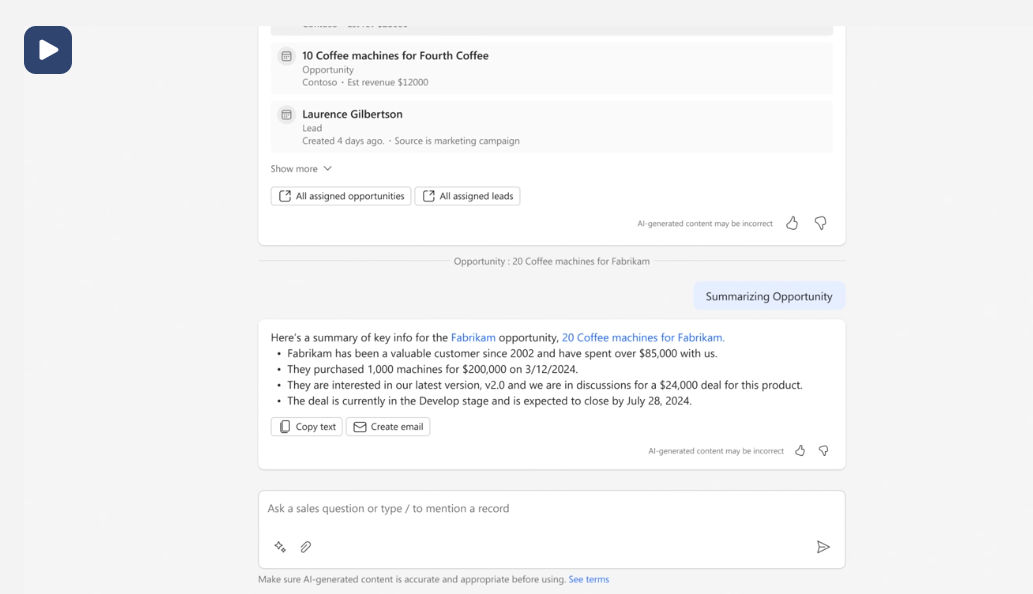 10 Coffee machines for Fourth Coffee
Opportunity
Contoso · Est revenue $12000
Laurence Gilbertson
Lead
Created 4 days ago. · Source is marketing campaign
Show more
All assigned opportunities All assigned leads
AI-generated content may be incorrect
Opportunity : 20 Coffee machines for Fabrikam
Summarizing Opportunity
Here's a summary of key info for the Fabrikam opportunity, 20 Coffee machines for Fabrikam.
• Fabrikam has been a valuable customer since 2002 and have spent over $85,000 with us.
• They purchased 1,000 machines for $200,000 on 3/12/2024.
• They are interested in our latest version, v2.0 and we are in discussions for a $24,000 deal for this product.
• The deal is currently in the Develop stage and is expected to close by July 28, 2024.
Copy text Create email
AI-generated content may be incorrect
Ask a sales question or type / to mention a record
Make sure AI-generated content is accurate and appropriate before using. See terms